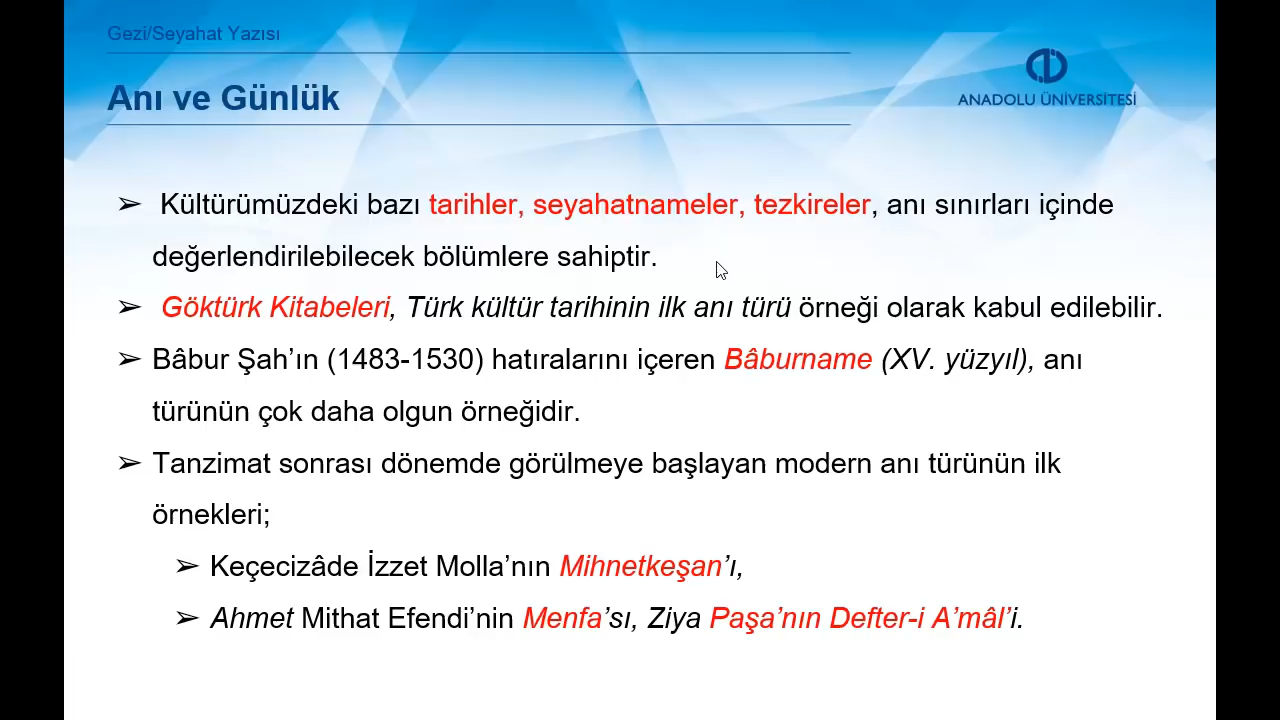 Gezi/Seyahat Yazısı
Anı ve Günlük
ANADOLU ÜNİVERSİTESİ
➢ Kültürümüzdeki bazı tarihler, seyahatnameler, tezkireler, anı sınırları içinde
değerlendirilebilecek bölümlere sahiptir.
➢ Göktürk Kitabeleri, Türk kültür tarihinin ilk anı türü örneği olarak kabul edilebilir.
➢ Bâbur Şah’ın (1483-1530) hatıralarını içeren Bâburname (XV. yüzyıl), anı
türünün çok daha olgun örneğidir.
➢ Tanzimat sonrası dönemde görülmeye başlayan modern anı türünün ilk
örnekleri;
➢ Keçecizâde İzzet Molla’nın Mihnetkeşan’ı,
➢ Ahmet Mithat Efendi’nin Menfa’sı, Ziya Paşa’nın Defter-i A’mâl’i.